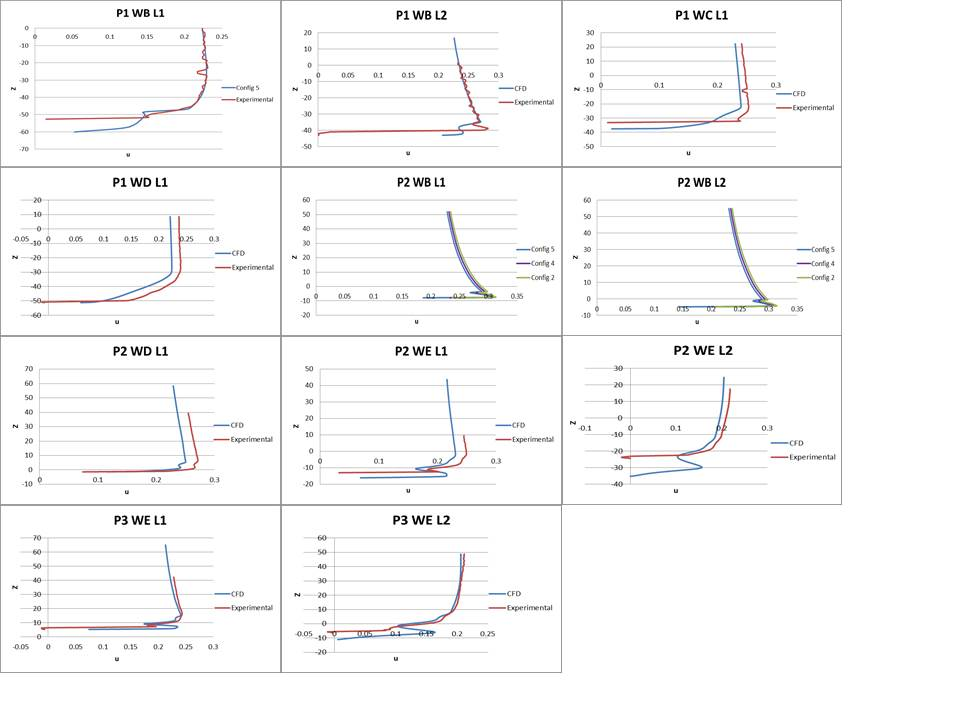 P1 WB L1
0
0 0.05 0.1 0.15 0.2 0.25
-10
-20
-30
z
-40
Config 5
-50
Experimental
-60
-70
u
P1 WB L2
20
10
0
0 0.1 0.2 0.3
-10
z
-20
CFD
-30
Experimental
-40
-50
u
P1 WC L1
30
20
10
0
0 0.1 0.2 0.3
z
-10
CFD
-20
Experimental
-30
-40
-50
u
P1 WD L1
20
10
0
-0.05 0 0.05 0.1 0.15 0.2 0.25 0.3
-10
z
-20
CFD
-30
Experimental
-40
-50
-60
u
P2 WB L1
60
50
40
30
z
20
Config 5
10
Config 4
0
Config 2
0 0.05 0.1 0.15 0.2 0.25 0.3 0.35
-10
-20
u
P2 WB L2
60
50
40
30
z
20
Config 5
10
Config 4
0
Config 2
0 0.05 0.1 0.15 0.2 0.25 0.3 0.35
-10
u
P2 WD L1
70
60
50
40
30
z
20
CFD
10
Experimental
0
0 0.1 0.2 0.3
-10
u
P2 WE L1
50
40
30
20
z
10
CFD
0
Experimental
0 0.1 0.2 0.3
-10
-20
u
P2 WE L2
30
20
10
0
z
-0.1 0 0.1 0.2 0.3
-10
-20
CFD
-30
Experimental
-40
u
P3 WE L1
70
60
50
40
z
30
CFD
20
Experimental
10
0
-0.05 0 0.05 0.1 0.15 0.2 0.25 0.3
u
P3 WE L2
60
50
40
30
z
20
CFD
10
Experimental
0
-0.05 0 0.05 0.1 0.15 0.2 0.25
-10
-20
u